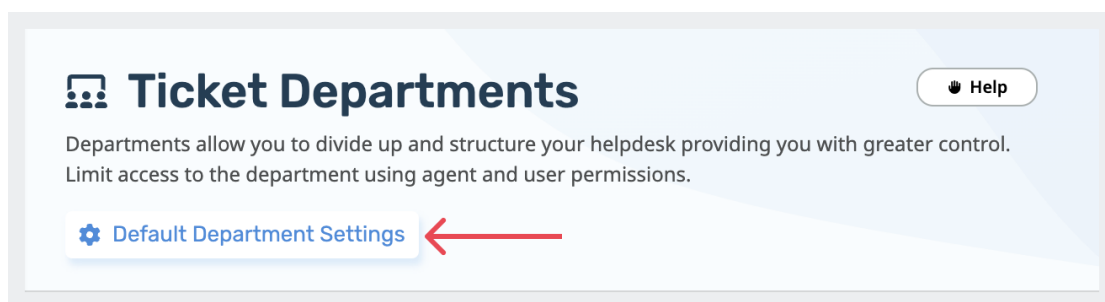 Ticket Departments
Help
Departments allow you to divide up and structure your helpdesk providing you with greater control.
Limit access to the department using agent and user permissions.
Default Department Settings